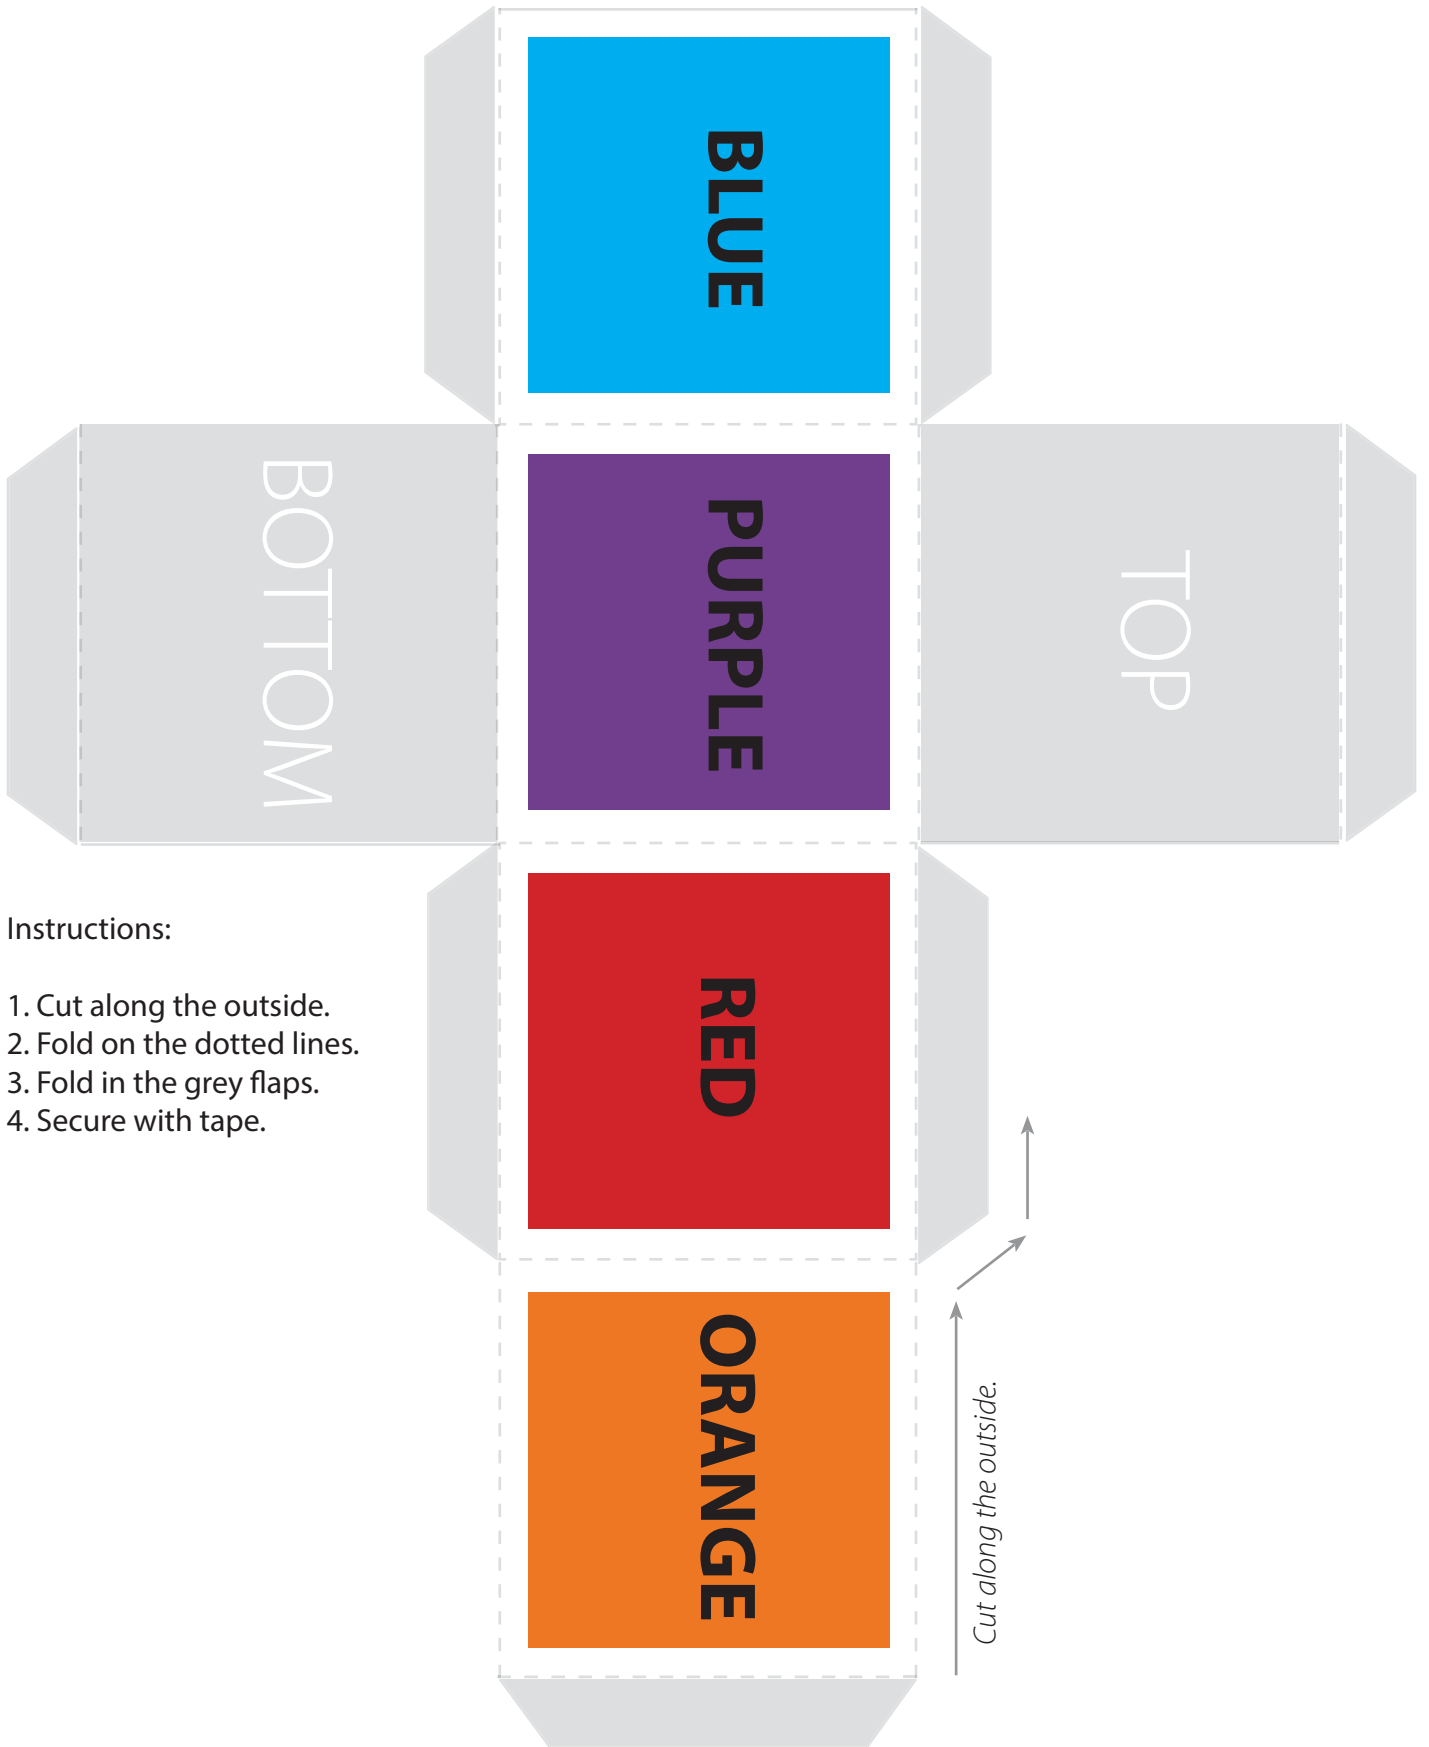 BLUE
BOTTOM
PURPLE
TOP
Instructions:
1. Cut along the outside.
2. Fold on the dotted lines.
3. Fold in the grey flaps.
4. Secure with tape.
RED
ORANGE
Cut along the outside.